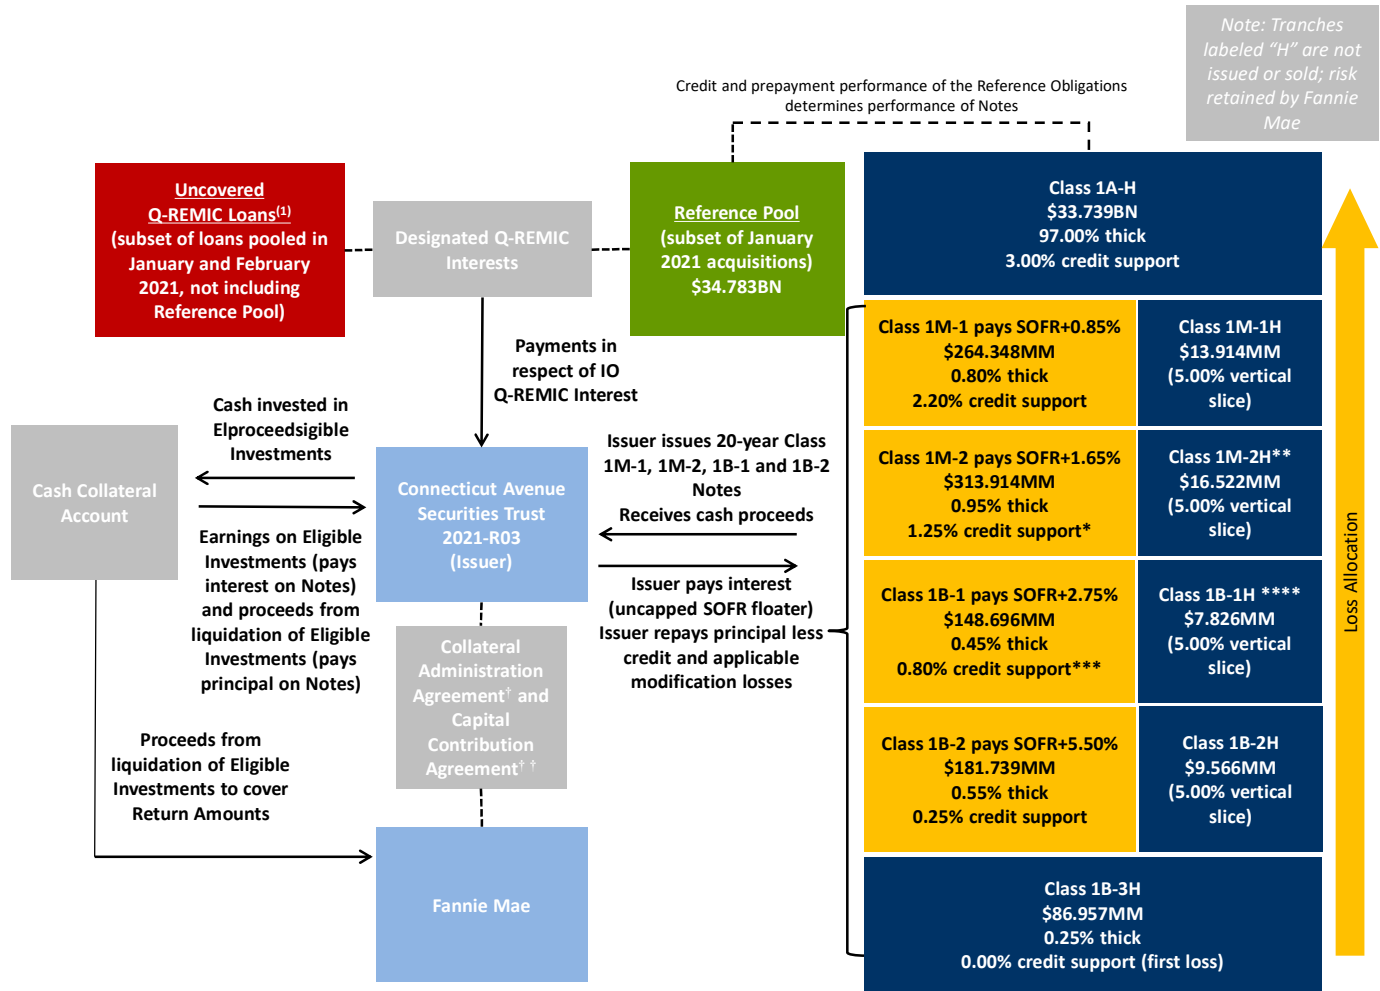 Note: Tranches
labeled “H” are not
issued or sold; risk
retained by Fannie
Mae
Credit and prepayment performance of the Reference Obligations
determines performance of Notes
Uncovered
Q-REMIC Loans(1)
(subset of loans pooled in
January and February
2021, not including
Reference Pool)
Designated Q-REMIC
Interests
Reference Pool
(subset of January
2021 acquisitions)
$34.783BN
Class 1A-H
$33.739BN
97.00% thick
3.00% credit support
Payments in
respect of IO
Q-REMIC Interest
Class 1M-1 pays SOFR+0.85%
$264.348MM
0.80% thick
2.20% credit support
Class 1M-1H
$13.914MM
(5.00% vertical
slice)
Cash invested in
Elproceedsigible
Investments
Cash Collateral
Account
Connecticut Avenue
Securities Trust
2021-R03
(Issuer)
Issuer issues 20-year Class
1M-1, 1M-2, 1B-1 and 1B-2
Notes
Receives cash proceeds
Class 1M-2 pays SOFR+1.65%
$313.914MM
0.95% thick
1.25% credit support*
Class 1M-2H**
$16.522MM
(5.00% vertical
slice)
Loss Allocation
Earnings on Eligible
Investments (pays
interest on Notes)
and proceeds from
liquidation of Eligible
Investments (pays
principal on Notes)
Issuer pays interest
(uncapped SOFR floater)
Issuer repays principal less
credit and applicable
modification losses
Class 1B-1 pays SOFR+2.75%
$148.696MM
0.45% thick
0.80% credit support***
Class 1B-1H ****
$7.826MM
(5.00% vertical
slice)
Collateral
Administration
Agreement† and
Capital
Contribution
Agreement† †
Proceeds from
liquidation of Eligible
Investments to cover
Return Amounts
Class 1B-2 pays SOFR+5.50%
$181.739MM
0.55% thick
0.25% credit support
Class 1B-2H
$9.566MM
(5.00% vertical
slice)
Fannie Mae
Class 1B-3H
$86.957MM
0.25% thick
0.00% credit support (first loss)